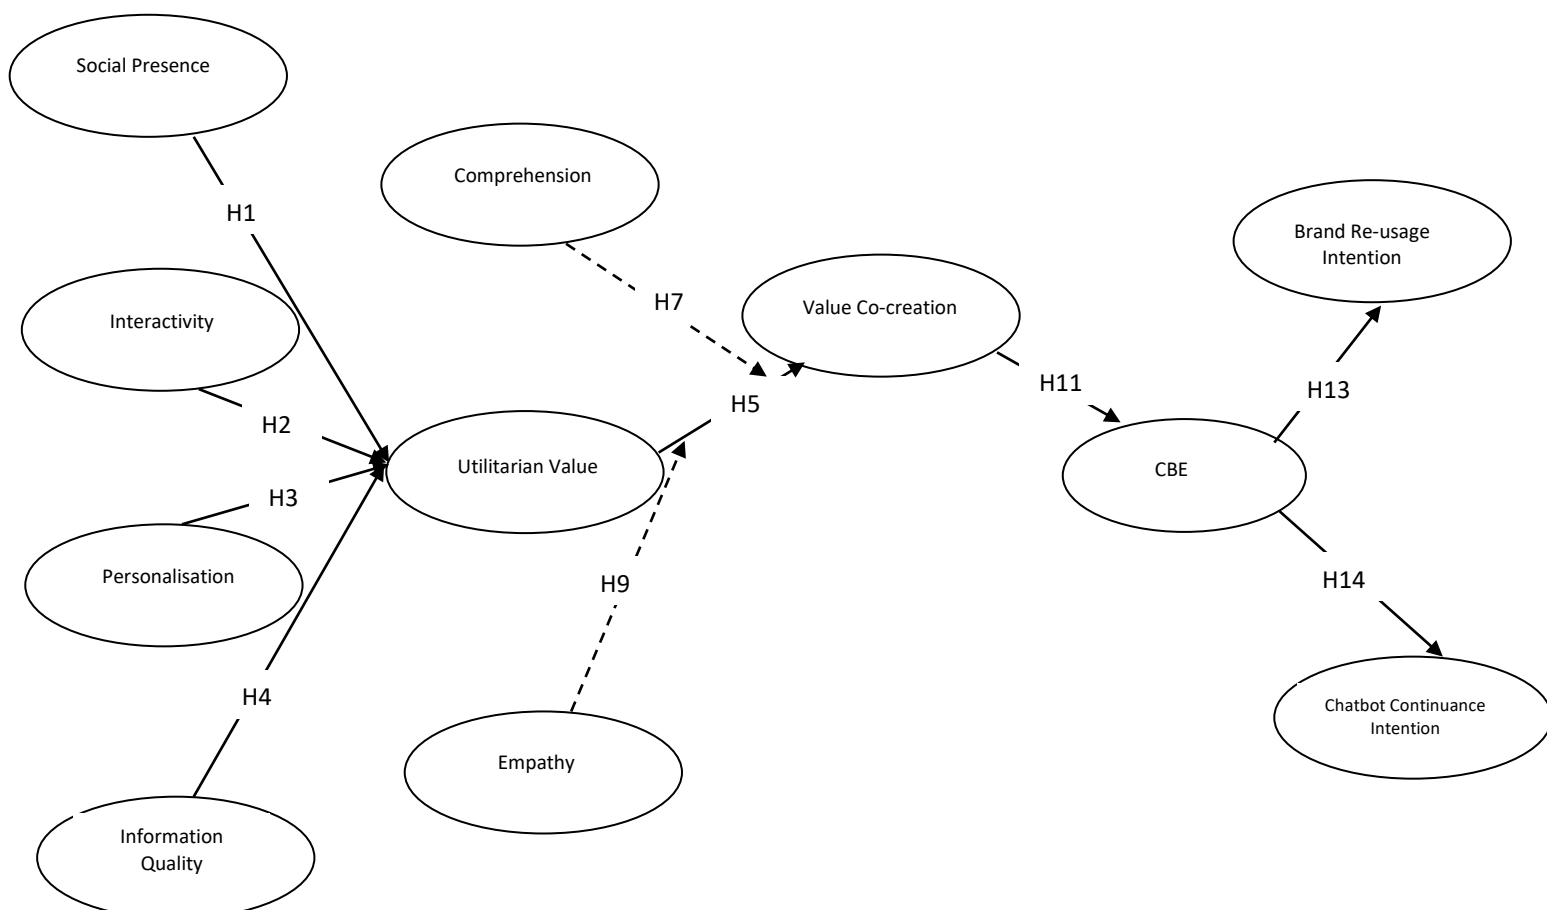 Social Presence
H1
Comprehension
Brand Re-usage
Intention
Interactivity
H7
Value Co-creation
H2
H5
H11
H13
Utilitarian Value
CBE
H3
Personalisation
H9
H14
H4
Chatbot Continuance
Intention
Empathy
Information
Quality